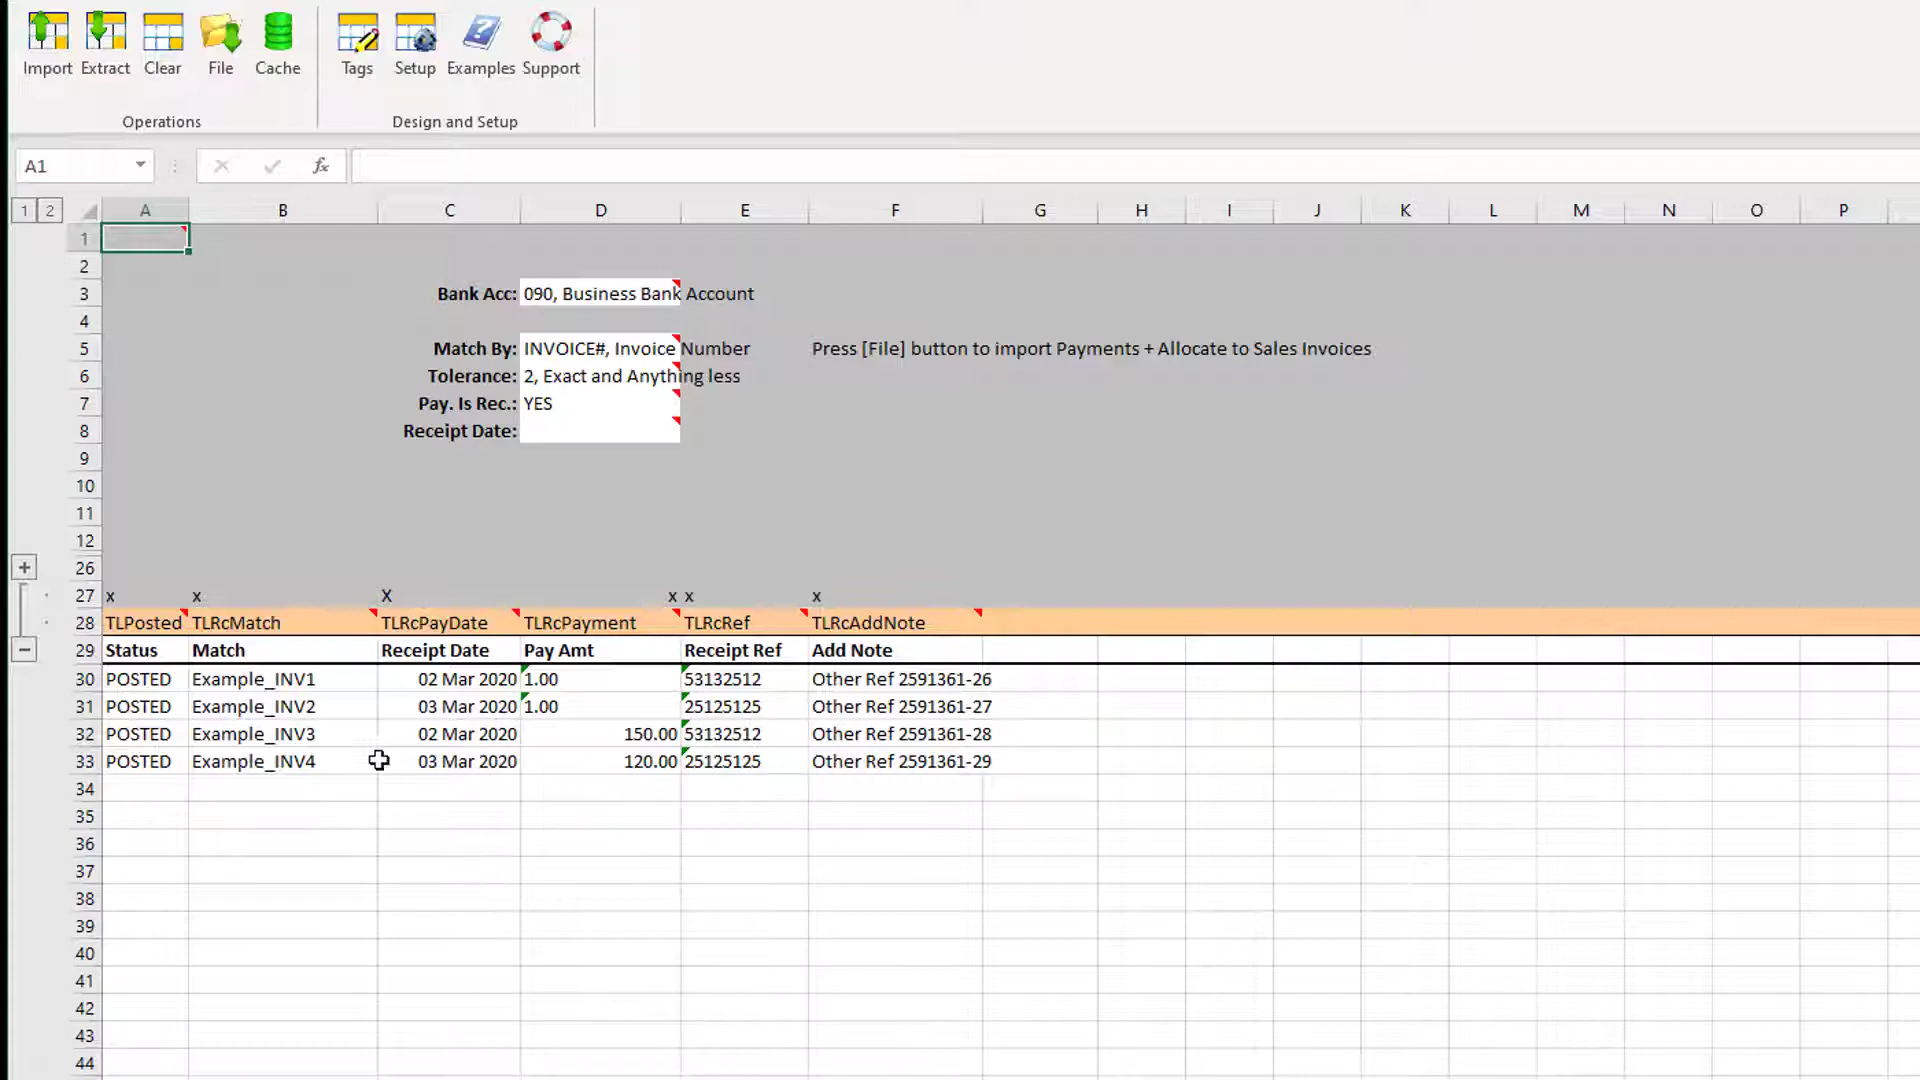 Import Extract Clear File Cache Tags Setup Examples Support
Operations Design and Setup
A1 fx
1 2 A B C D E F G H I J K L M N O P
1
2
3 Bank Acc: 090, Business Bank Account
4
5 Match By: INVOICE#, Invoice Number Press [File] button to import Payments + Allocate to Sales Invoices
6 Tolerance: 2, Exact and Anything less
7 Pay. Is Rec.: YES
8 Receipt Date:
9
10
11
12
26
27 x x X x x x
28 TLPosted TLRcMatch TLRcPayDate TLRcPayment TLRcRef TLRcAddNote
29 Status Match Receipt Date Pay Amt Receipt Ref Add Note
30 POSTED Example_INV1 02 Mar 2020 1.00 53132512 Other Ref 2591361-26
31 POSTED Example_INV2 03 Mar 2020 1.00 25125125 Other Ref 2591361-27
32 POSTED Example_INV3 02 Mar 2020 150.00 53132512 Other Ref 2591361-28
33 POSTED Example_INV4 03 Mar 2020 120.00 25125125 Other Ref 2591361-29
34
35
36
37
38
39
40
41
42
43
44